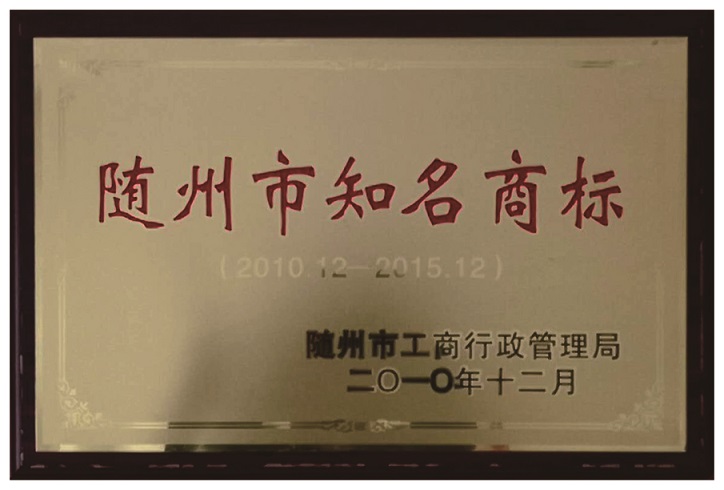 随州市知名商标
(2010.12—2015.12)
随州市工商行政管理局
二〇一〇年十二月